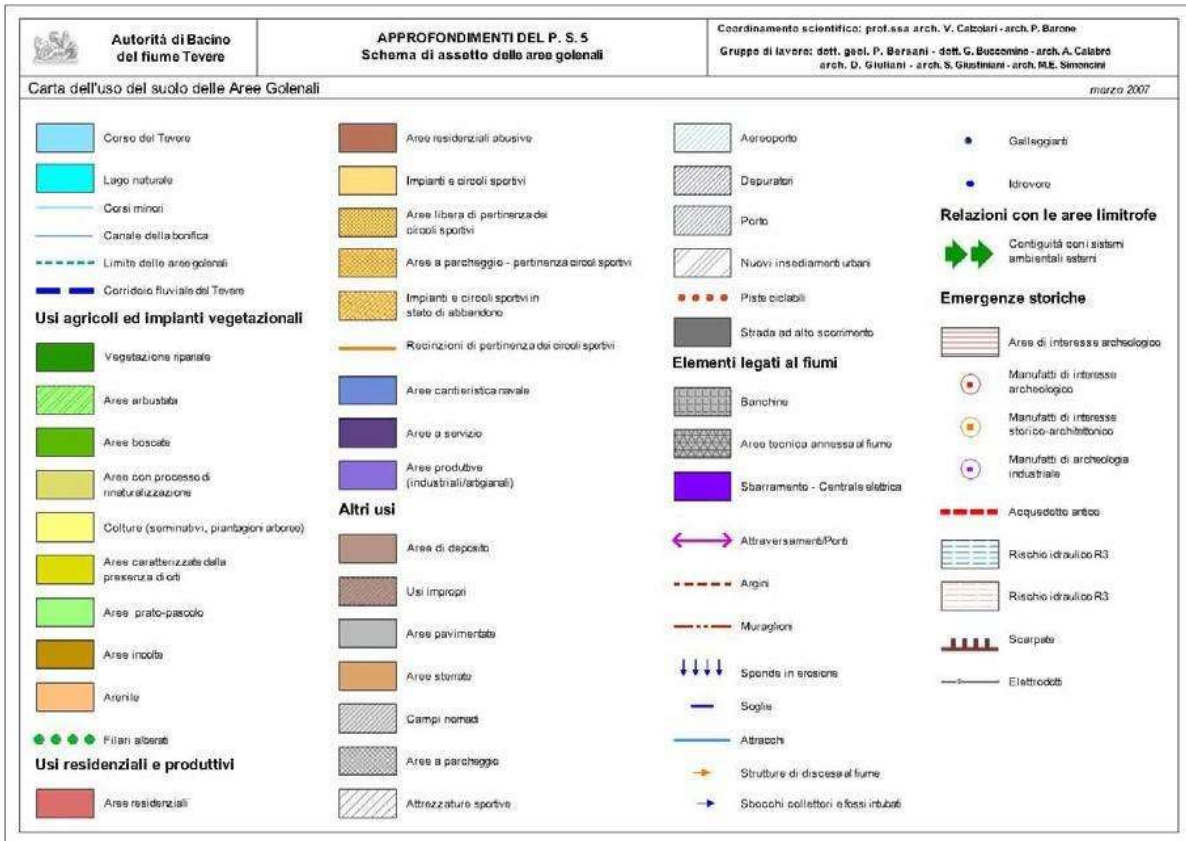 Autorità di Bacino
del fiume Tevere
APPROFONDIMENTI DEL P. S. 5
Schema di assetto delle aree golenali
Coordinamento scientifico: prof.ssa arch. V. Calzolari - arch. P. Barone
Gruppo di lavoro: dott. geol. P. Bersani - dott. G. Bucsomino - arch. A. Calabrò
arch. D. Giuliani - arch. S. Giustiniani - arch. M.E. Simoncini
Carta dell'uso del suolo delle Aree Golenali
marzo 2007
Corso del Tevere
Lago naturale
Corsi minori
Canale della bonifica
Limite delle aree golenali
Corridoio fluviale del Tevere
Usi agricoli ed impianti vegetazionali
Vegetazione ripariale
Aree arbustata
Aree boscate
Aree con processo di
rinaturalizzazione
Colture (seminativi, piantagioni arboree)
Aree caratterizzate dalla
presenza di orti
Aree prato-pascolo
Aree incolte
Arenile
Filari alberati
Usi residenziali e produttivi
Aree residenziali
Aree residenziali abusive
Impianti e circoli sportivi
Aree libera di pertinenza dei
circoli sportivi
Aree a parcheggio - pertinenza circoli sportivi
Impianti e circoli sportivi in
stato di abbandono
Recinzioni di pertinenza dei circoli sportivi
Aree cantieristica navale
Aree a servizio
Aree produttive
(industriali/artigianali)
Altri usi
Aree di deposito
Usi impropri
Aree pavimentate
Aree sterrate
Campi nomadi
Aree a parcheggio
Attrezzature sportive
Aereoporto
Depuratori
Porto
Nuovi insediamenti urbani
Piste ciclabili
Strada ad alto scorrimento
Elementi legati al fiumi
Banchine
Aree tecnica annessa al fiume
Sbarramento - Centrale elettrica
Attraversamenti/Ponti
Argini
Muraglioni
Sponde in erosione
Soglie
Attracchi
Strutture di discesa al fiume
Sbocchi collettori e fossi intubati
Galleggianti
Idrovore
Relazioni con le aree limitrofe
Contiguità con i sistemi
ambientali esterni
Emergenze storiche
Aree di interesse archeologico
Manufatti di interesse
archeologico
Manufatti di interesse
storico-architettonico
Manufatti di archeologia
industriale
Acquedotto antico
Rischio idraulico R3
Rischio idraulico R3
Scarpate
Elettrodotti